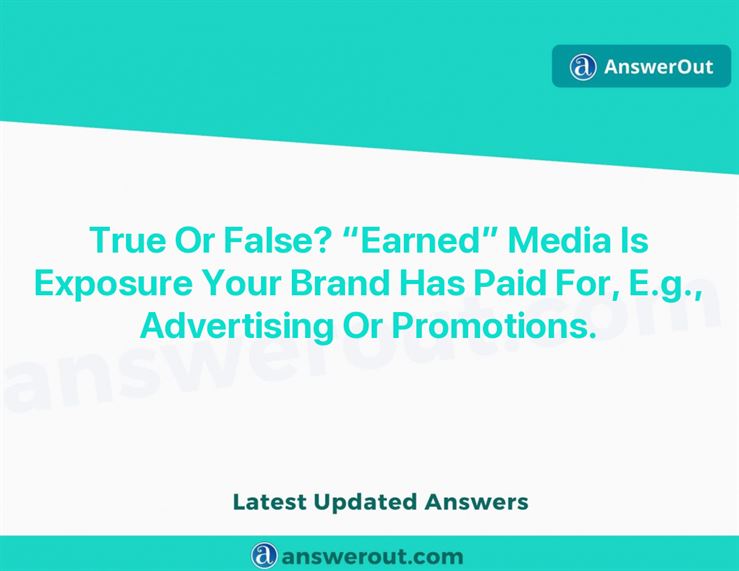 AnswerOut
True Or False? “Earned” Media Is
Exposure Your Brand Has Paid For, E.g.,
Advertising Or Promotions.
answerout.com
Latest Updated Answers
answerout.com